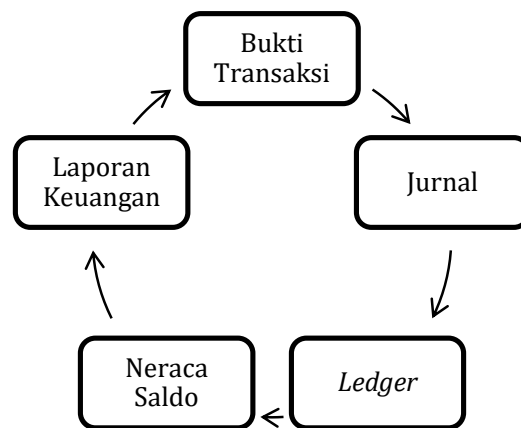 Bukti
Transaksi
Jurnal
Ledger
Neraca
Saldo
Laporan
Keuangan